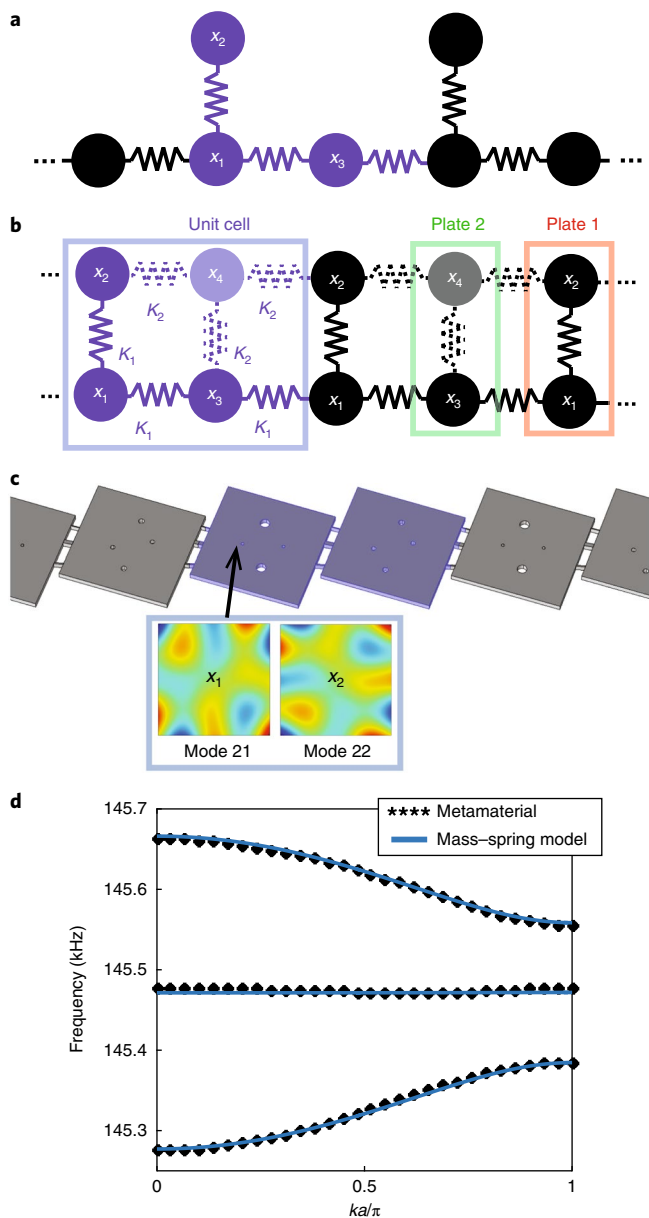 a
x2
x1
x3
b
Unit cell
Plate 2
Plate 1
x2
x4
x2
x4
x2
K2
K2
K1
K2
x1
x3
x1
x3
x1
K1
K1
c
x1
x2
Mode 21
Mode 22
d
145.7
145.6
145.5
145.4
145.3
Frequency (kHz)
Metamaterial
Mass–spring model
0
0.5
1
ka/π